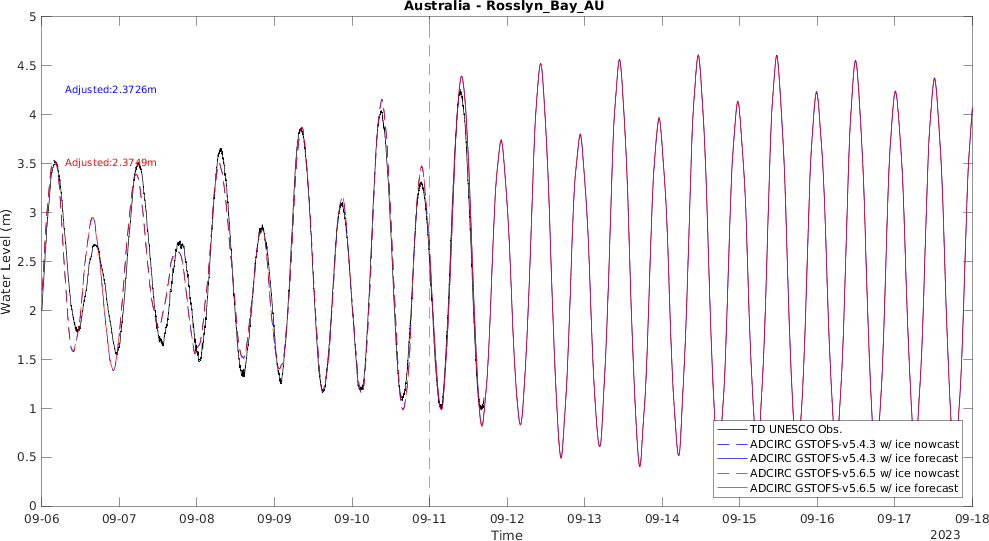 Australia - Rosslyn_Bay_AU
5
4.5
4
3.5
3
2.5
2
1.5
1
0.5
0
Water Level (m)
Adjusted:2.3726m
Adjusted:2.3749m
TD UNESCO Obs.
ADCIRC GSTOFS-v5.4.3 w/ ice nowcast
ADCIRC GSTOFS-v5.4.3 w/ ice forecast
ADCIRC GSTOFS-v5.6.5 w/ ice nowcast
ADCIRC GSTOFS-v5.6.5 w/ ice forecast
09-06 09-07 09-08 09-09 09-10 09-11 09-12 09-13 09-14 09-15 09-16 09-17 09-18
Time
2023